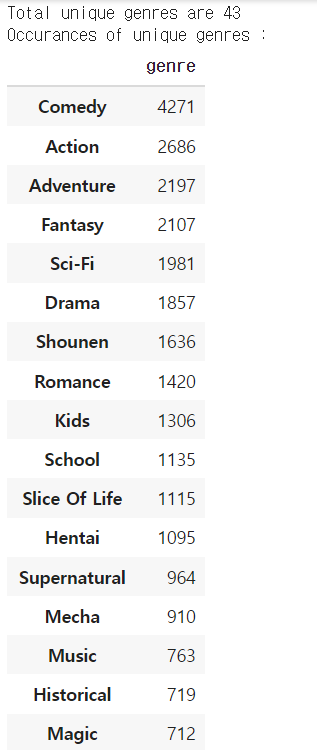 Total unique genres are 43
Occurances of unique genres :
genre
Comedy 4271
Action 2686
Adventure 2197
Fantasy 2107
Sci-Fi 1981
Drama 1857
Shounen 1636
Romance 1420
Kids 1306
School 1135
Slice Of Life 1115
Hentai 1095
Supernatural 964
Mecha 910
Music 763
Historical 719
Magic 712